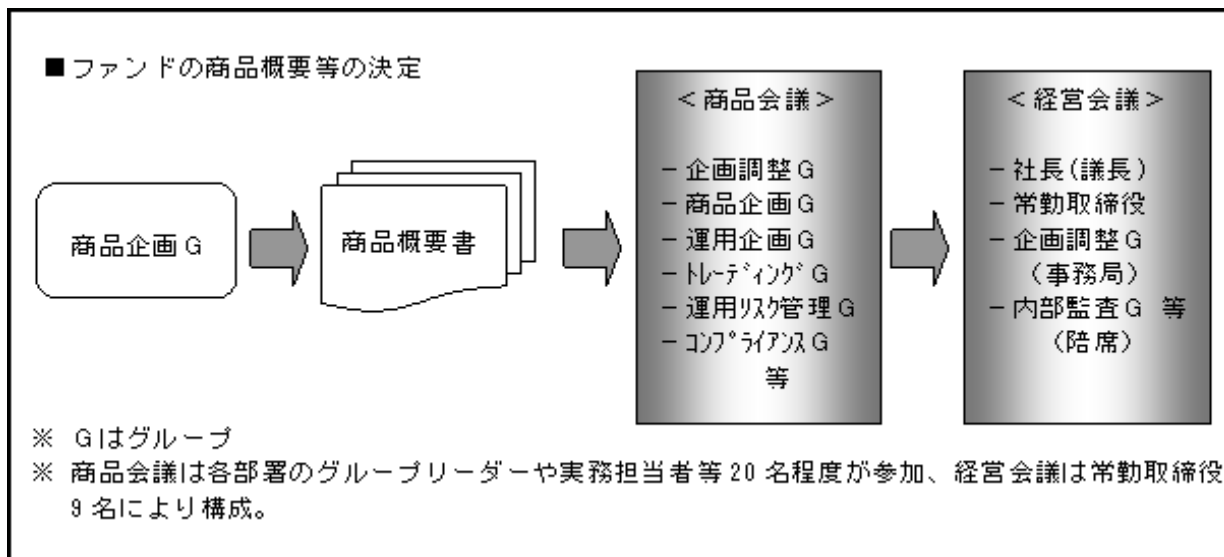 ■ファンドの商品概要等の決定
商品企画G
商品概要書
＜商品会議＞
－企画調整G
－商品企画G
－運用企画G
－ﾄﾚｰﾃﾞｨﾝｸﾞG
－運用ﾘｽｸ管理G
－ｺﾝﾌﾟﾗｲｱﾝｽG
等
＜経営会議＞
－社長(議長)
－常勤取締役
－企画調整G
（事務局）
－内部監査G 等
（陪席）
※ Gはグループ
※ 商品会議は各部署のグループリーダーや実務担当者等20名程度が参加、経営会議は常勤取締役
9名により構成。